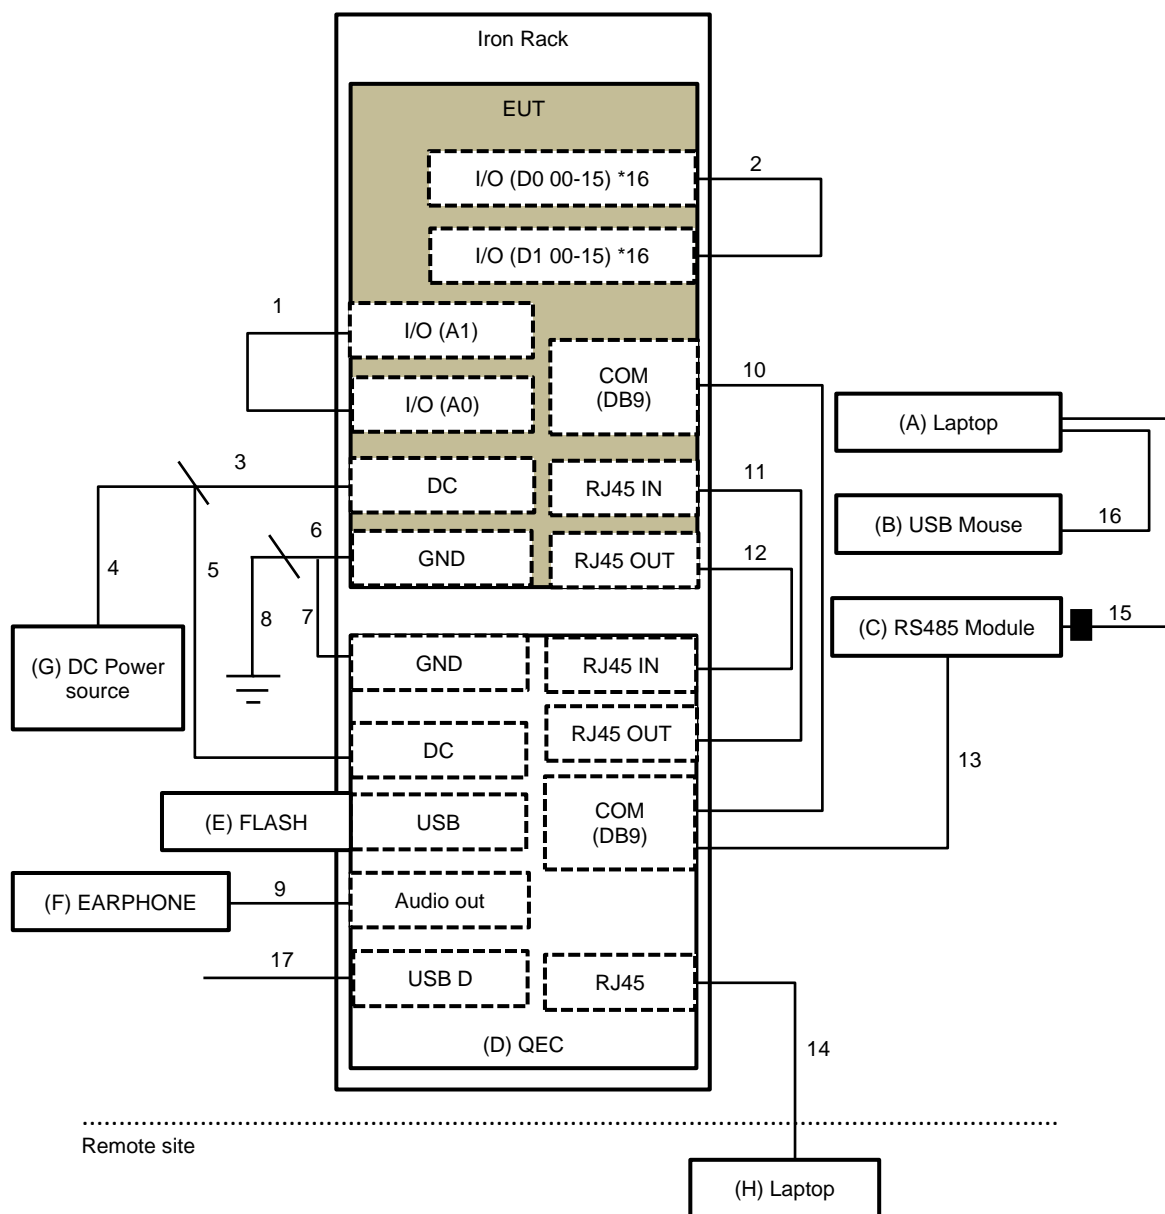 Iron Rack
EUT
I/O (D0 00-15) *16
2
I/O (D1 00-15) *16
1
I/O (A1)
COM
(DB9)
10
I/O (A0)
(A) Laptop
3
DC
RJ45 IN
11
(B) USB Mouse
16
6
GND
RJ45 OUT
12
4
5
8
7
(C) RS485 Module
15
(G) DC Power
source
GND
RJ45 IN
RJ45 OUT
DC
13
(E) FLASH
USB
COM
(DB9)
(F) EARPHONE
9
Audio out
17
USB D
RJ45
(D) QEC
14
Remote site
(H) Laptop